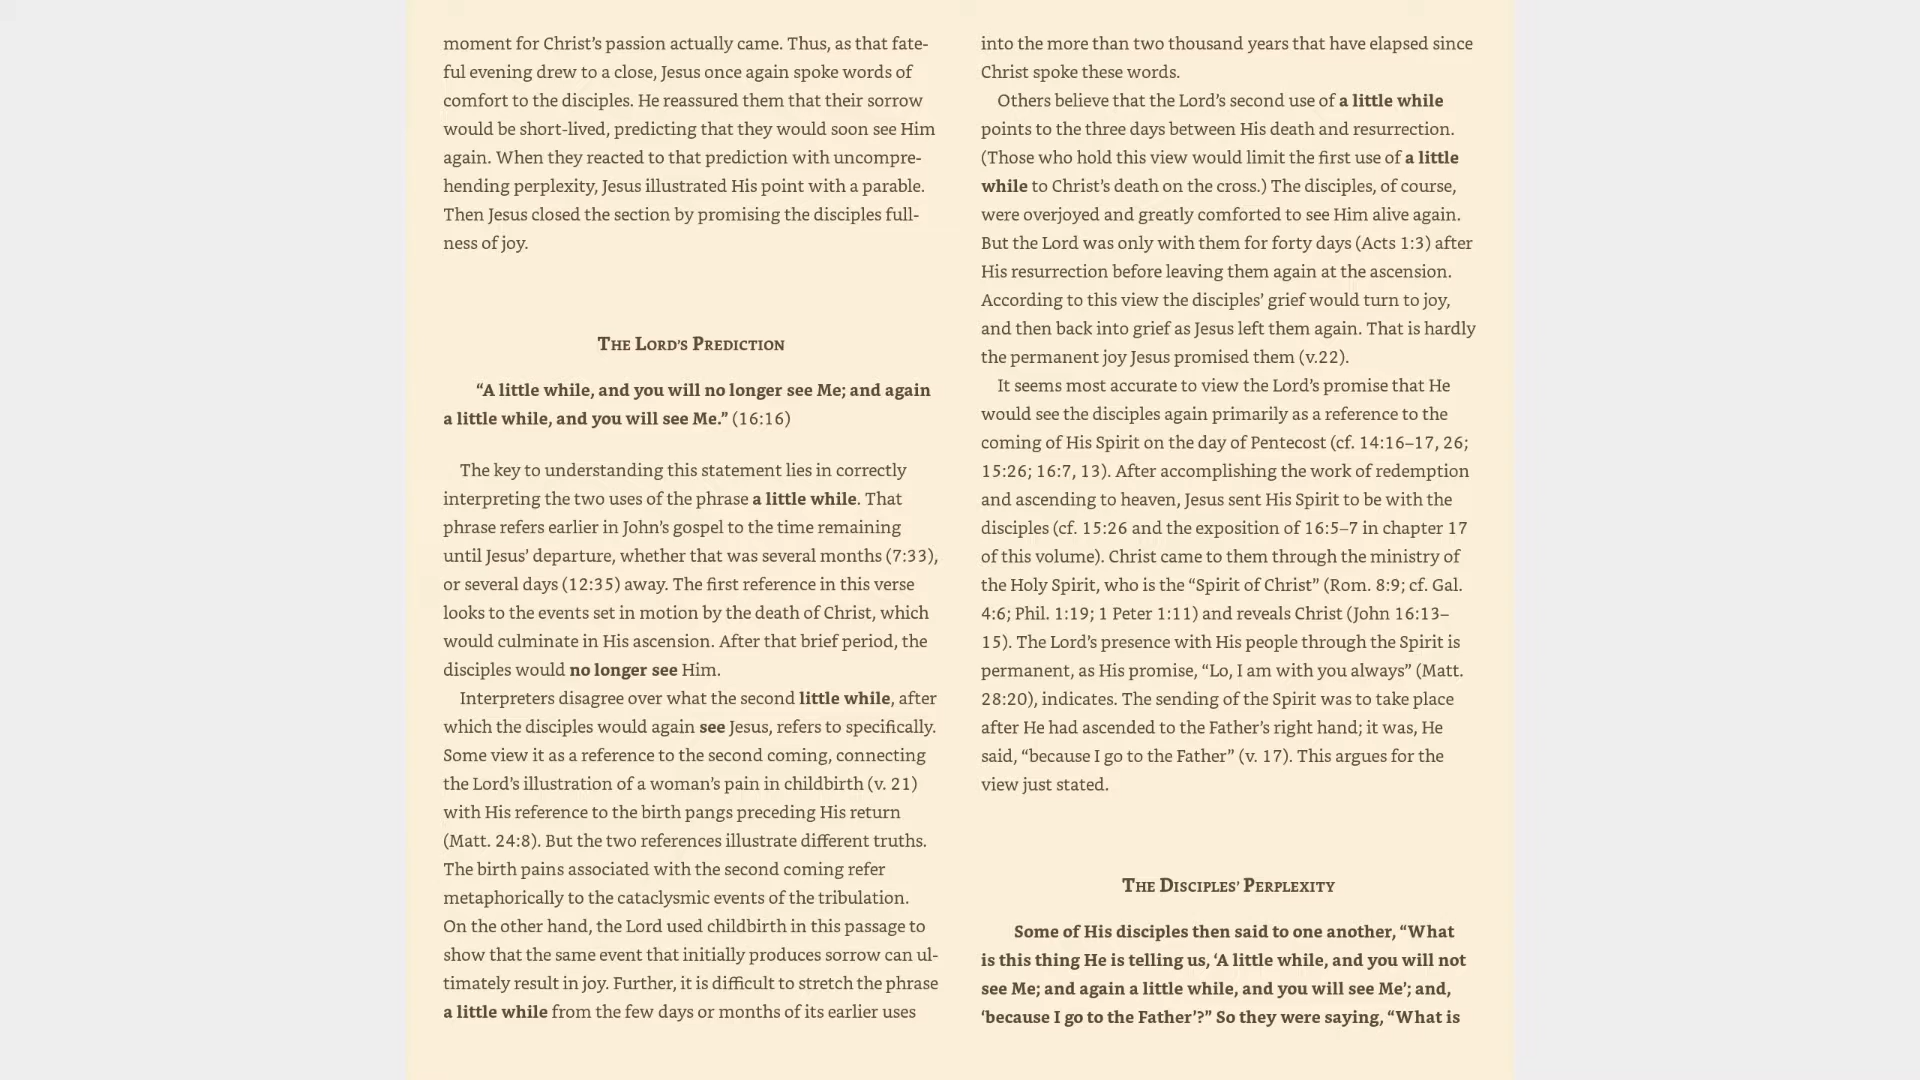 moment for Christ’s passion actually came. Thus, as that fate-
ful evening drew to a close, Jesus once again spoke words of
comfort to the disciples. He reassured them that their sorrow
would be short-lived, predicting that they would soon see Him
again. When they reacted to that prediction with uncompre-
hending perplexity, Jesus illustrated His point with a parable.
Then Jesus closed the section by promising the disciples full-
ness of joy.
The Lord’s Prediction
“A little while, and you will no longer see Me; and again
a little while, and you will see Me.” (16:16)
The key to understanding this statement lies in correctly
interpreting the two uses of the phrase a little while. That
phrase refers earlier in John’s gospel to the time remaining
until Jesus’ departure, whether that was several months (7:33),
or several days (12:35) away. The first reference in this verse
looks to the events set in motion by the death of Christ, which
would culminate in His ascension. After that brief period, the
disciples would no longer see Him.
Interpreters disagree over what the second little while, after
which the disciples would again see Jesus, refers to specifically.
Some view it as a reference to the second coming, connecting
the Lord’s illustration of a woman’s pain in childbirth (v. 21)
with His reference to the birth pangs preceding His return
(Matt. 24:8). But the two references illustrate different truths.
The birth pains associated with the second coming refer
metaphorically to the cataclysmic events of the tribulation.
On the other hand, the Lord used childbirth in this passage to
show that the same event that initially produces sorrow can ul-
timately result in joy. Further, it is difficult to stretch the phrase
a little while from the few days or months of its earlier uses
into the more than two thousand years that have elapsed since
Christ spoke these words.
Others believe that the Lord’s second use of a little while
points to the three days between His death and resurrection.
(Those who hold this view would limit the first use of a little
while to Christ’s death on the cross.) The disciples, of course,
were overjoyed and greatly comforted to see Him alive again.
But the Lord was only with them for forty days (Acts 1:3) after
His resurrection before leaving them again at the ascension.
According to this view the disciples’ grief would turn to joy,
and then back into grief as Jesus left them again. That is hardly
the permanent joy Jesus promised them (v.22).
It seems most accurate to view the Lord’s promise that He
would see the disciples again primarily as a reference to the
coming of His Spirit on the day of Pentecost (cf. 14:16–17, 26;
15:26; 16:7, 13). After accomplishing the work of redemption
and ascending to heaven, Jesus sent His Spirit to be with the
disciples (cf. 15:26 and the exposition of 16:5–7 in chapter 17
of this volume). Christ came to them through the ministry of
the Holy Spirit, who is the “Spirit of Christ” (Rom. 8:9; cf. Gal.
4:6; Phil. 1:19; 1 Peter 1:11) and reveals Christ (John 16:13–
15). The Lord’s presence with His people through the Spirit is
permanent, as His promise, “Lo, I am with you always” (Matt.
28:20), indicates. The sending of the Spirit was to take place
after He had ascended to the Father’s right hand; it was, He
said, “because I go to the Father” (v. 17). This argues for the
view just stated.
The Disciples’ Perplexity
Some of His disciples then said to one another, “What
is this thing He is telling us, ‘A little while, and you will not
see Me; and again a little while, and you will see Me’; and,
‘because I go to the Father’?” So they were saying, “What is